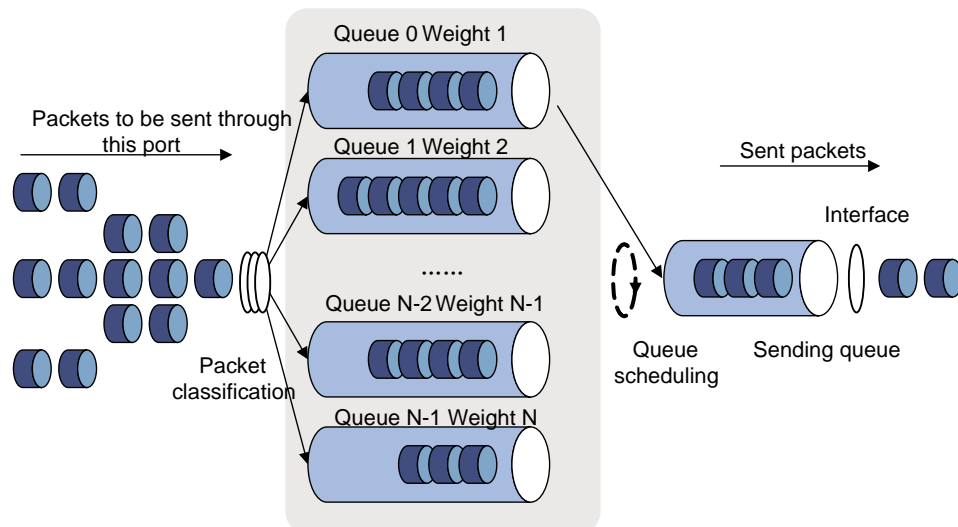 Queue 0 Weight 1
Packets to be sent through
this port
Queue 1 Weight 2
Sent packets
Interface
......
Queue N-2 Weight N-1
Packet
classification
Queue
scheduling
Sending queue
Queue N-1 Weight N